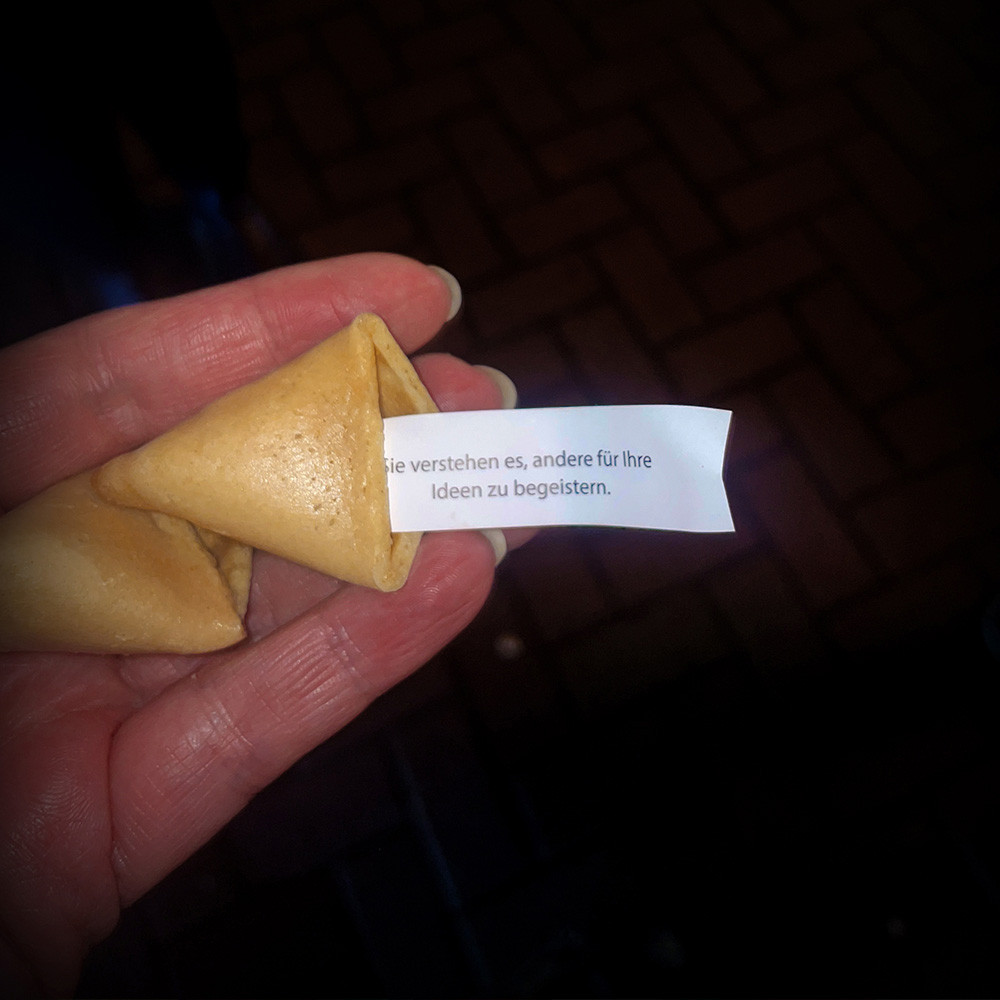 Sie verstehen es, andere für Ihre
Ideen zu begeistern.